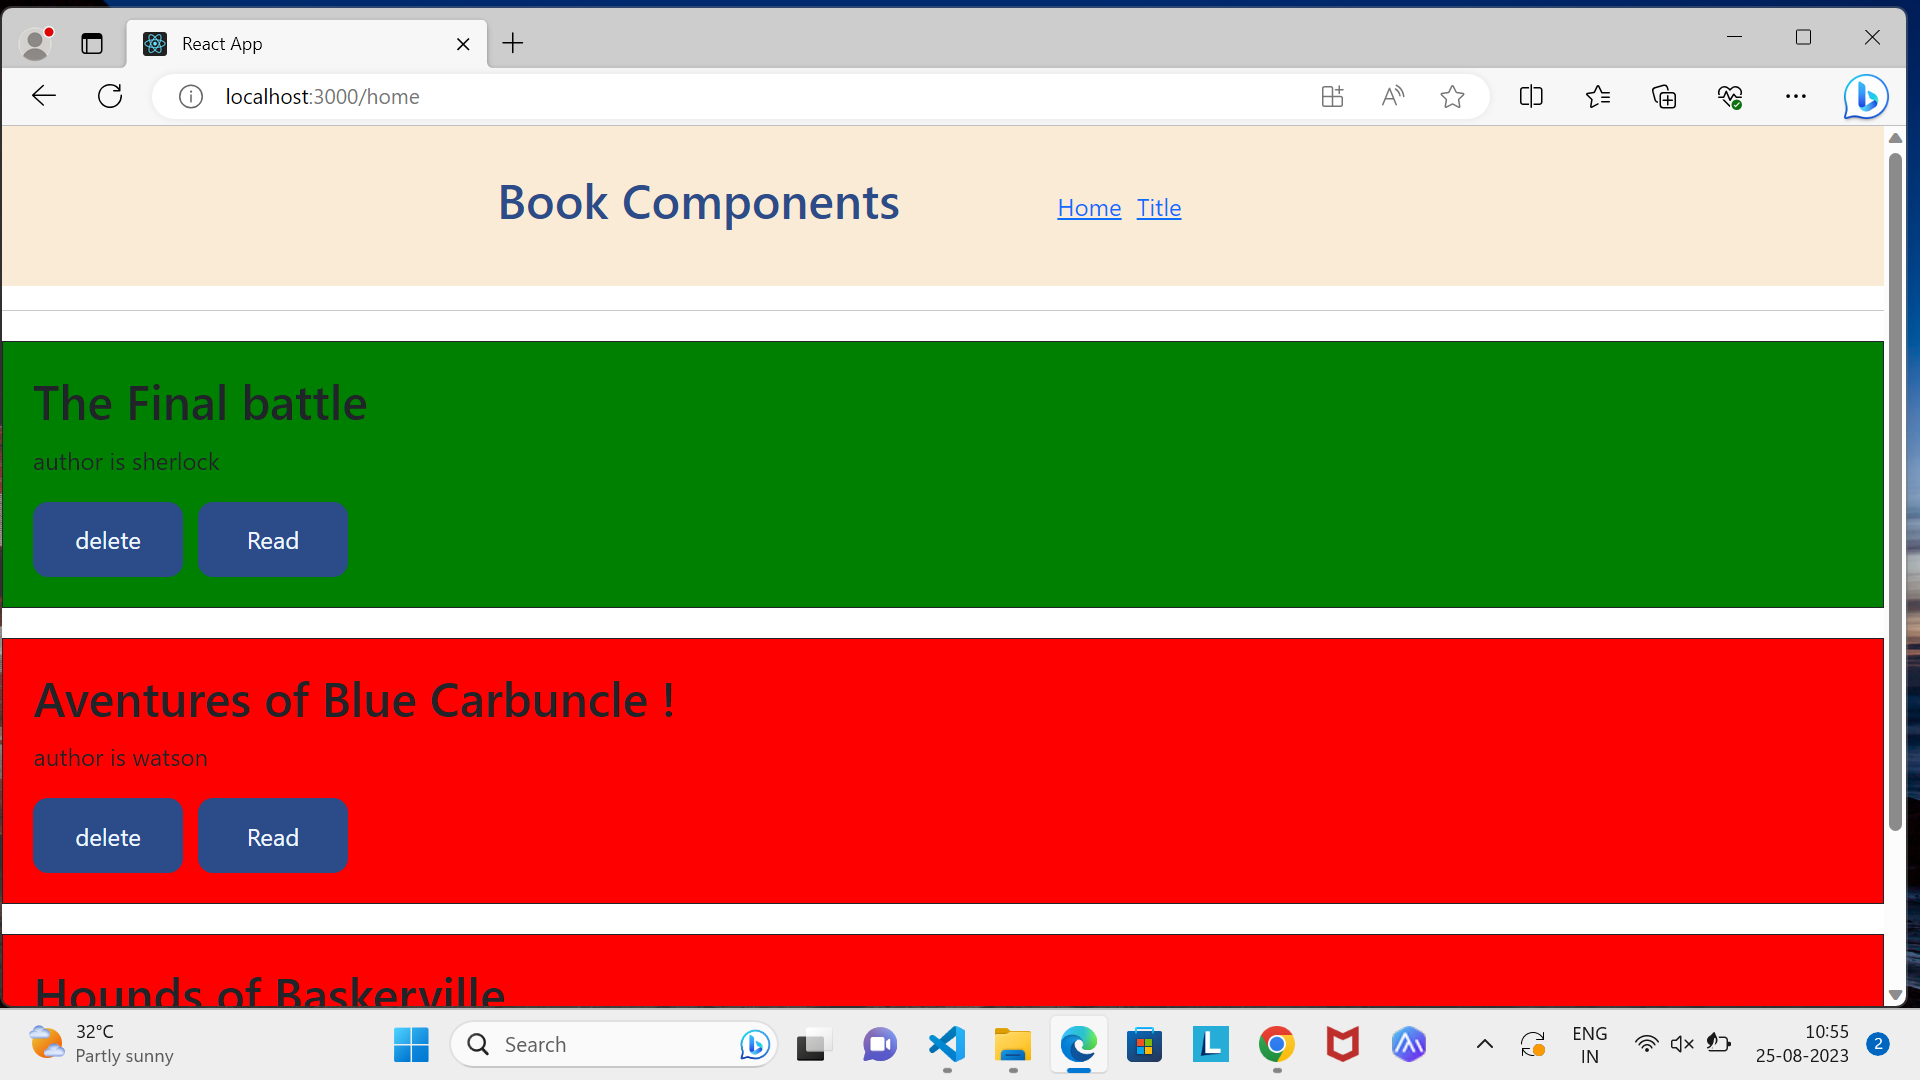 React App
localhost:3000/home
Book Components Home Title
The Final battle
author is sherlock
delete Read
Aventures of Blue Carbuncle !
author is watson
delete Read
Hounds of Baskerville
32°C
Partly sunny
Search
ENG
IN
10:55
25-08-2023
2